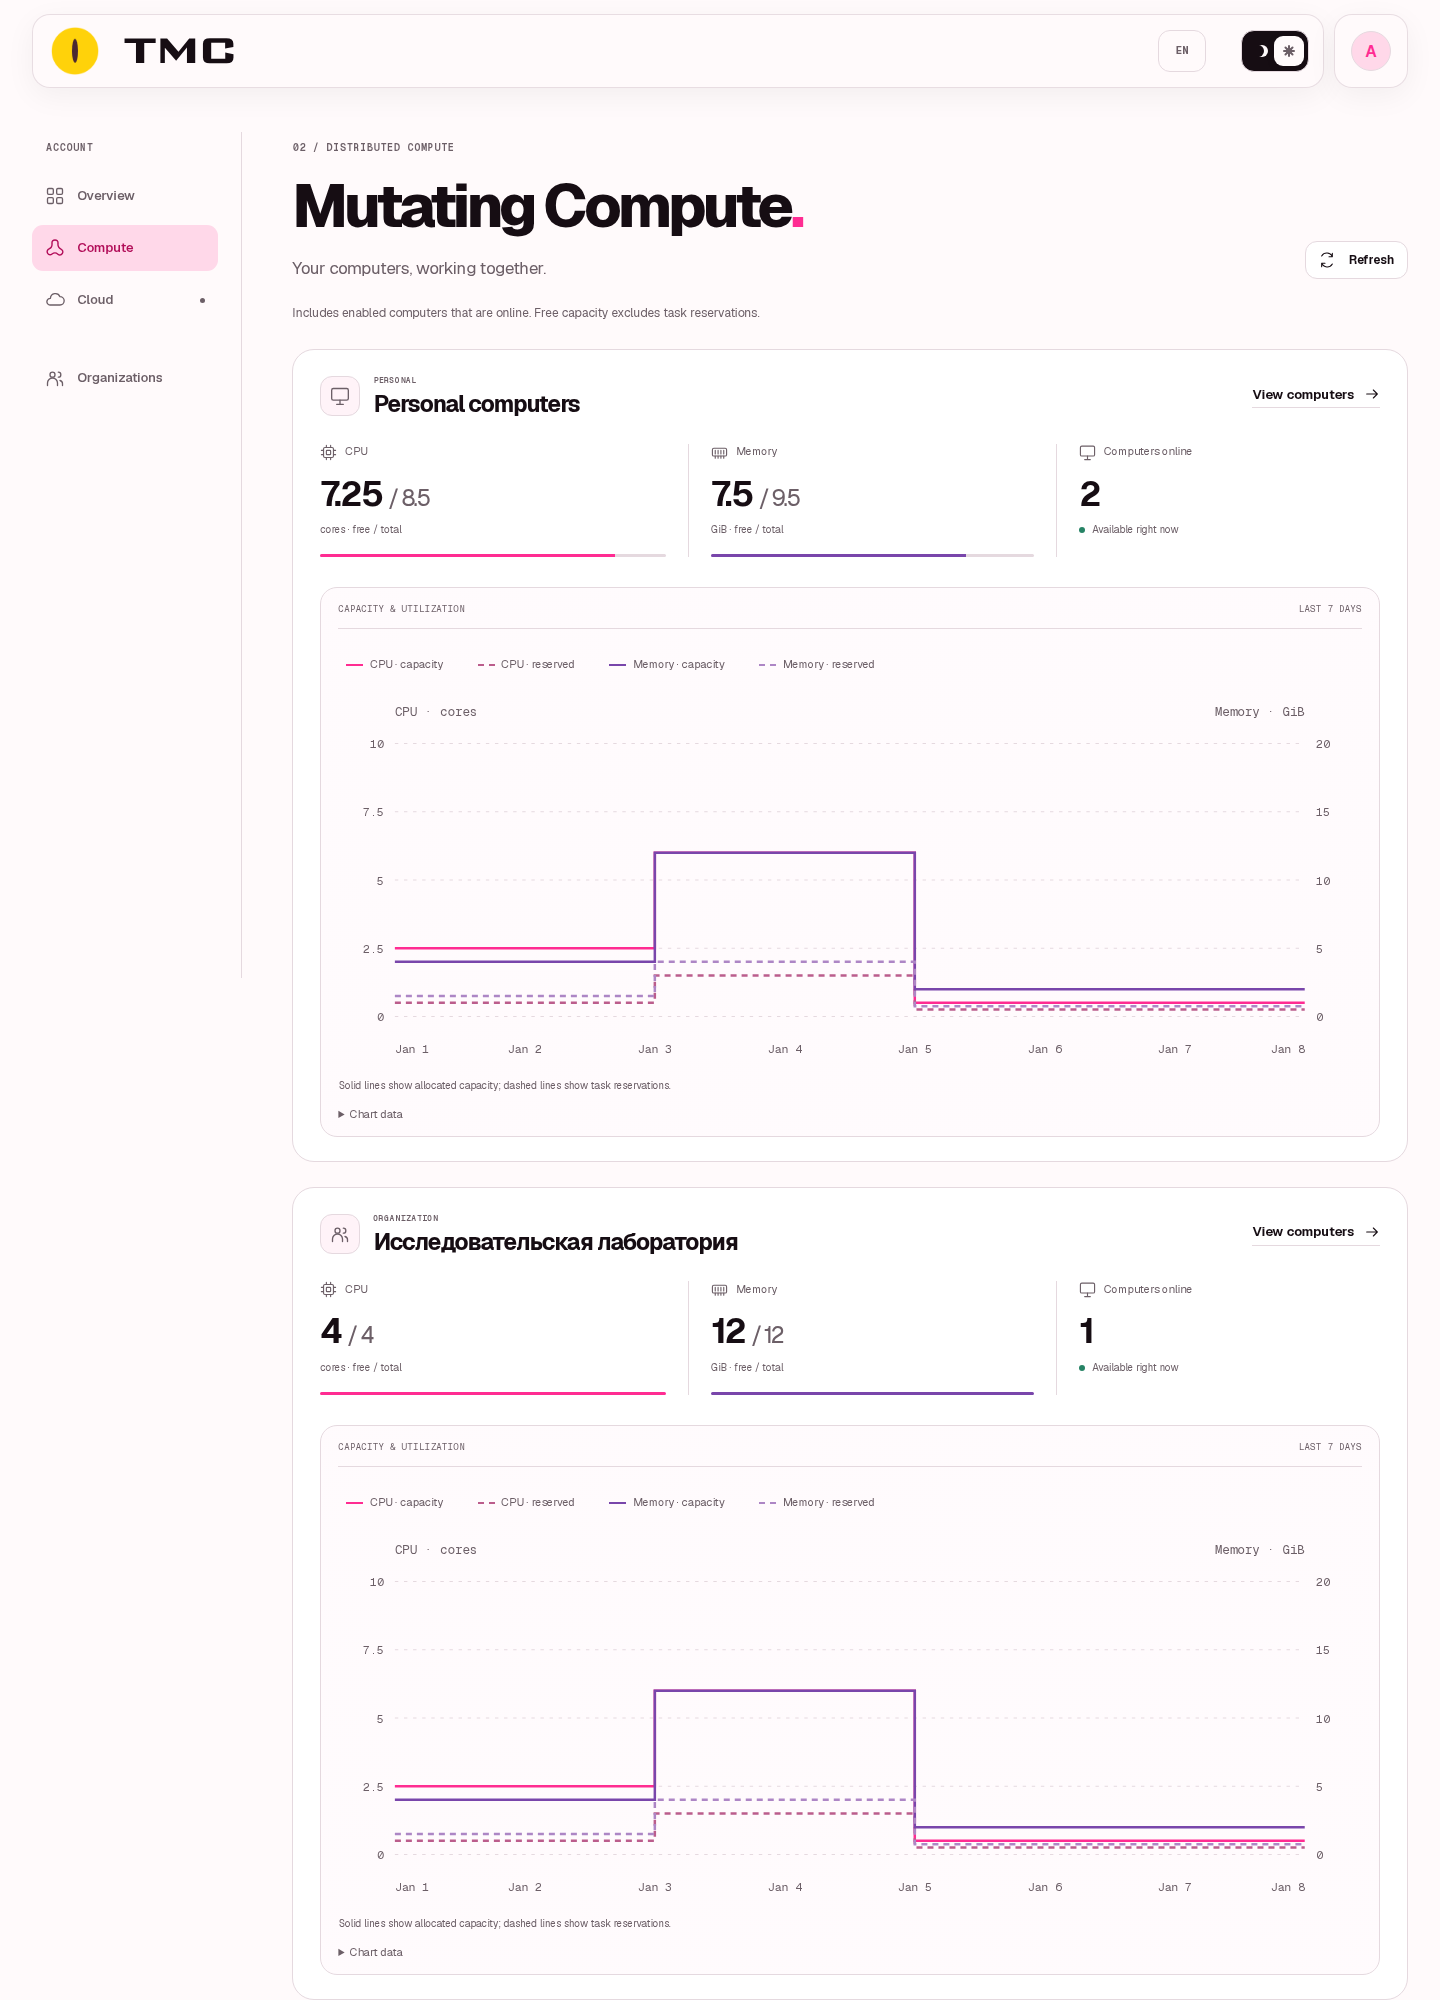 TMC
EN
A
ACCOUNT
Overview
Compute
Cloud
Organizations
02 / DISTRIBUTED COMPUTE
Mutating Compute.
Your computers, working together.
Refresh
Includes enabled computers that are online. Free capacity excludes task reservations.
PERSONAL
Personal computers
View computers
CPU
7.25 / 8.5
cores · free / total
Memory
7.5 / 9.5
GiB · free / total
Computers online
2
Available right now
CAPACITY & UTILIZATION
LAST 7 DAYS
CPU · capacity CPU · reserved Memory · capacity Memory · reserved
CPU · cores
Memory · GiB
10 20
7.5 15
5 10
2.5 5
0 0
Jan 1 Jan 2 Jan 3 Jan 4 Jan 5 Jan 6 Jan 7 Jan 8
Solid lines show allocated capacity; dashed lines show task reservations.
Chart data
ORGANIZATION
Исследовательская лаборатория
View computers
CPU
4 / 4
cores · free / total
Memory
12 / 12
GiB · free / total
Computers online
1
Available right now
CAPACITY & UTILIZATION
LAST 7 DAYS
CPU · capacity CPU · reserved Memory · capacity Memory · reserved
CPU · cores
Memory · GiB
10 20
7.5 15
5 10
2.5 5
0 0
Jan 1 Jan 2 Jan 3 Jan 4 Jan 5 Jan 6 Jan 7 Jan 8
Solid lines show allocated capacity; dashed lines show task reservations.
Chart data